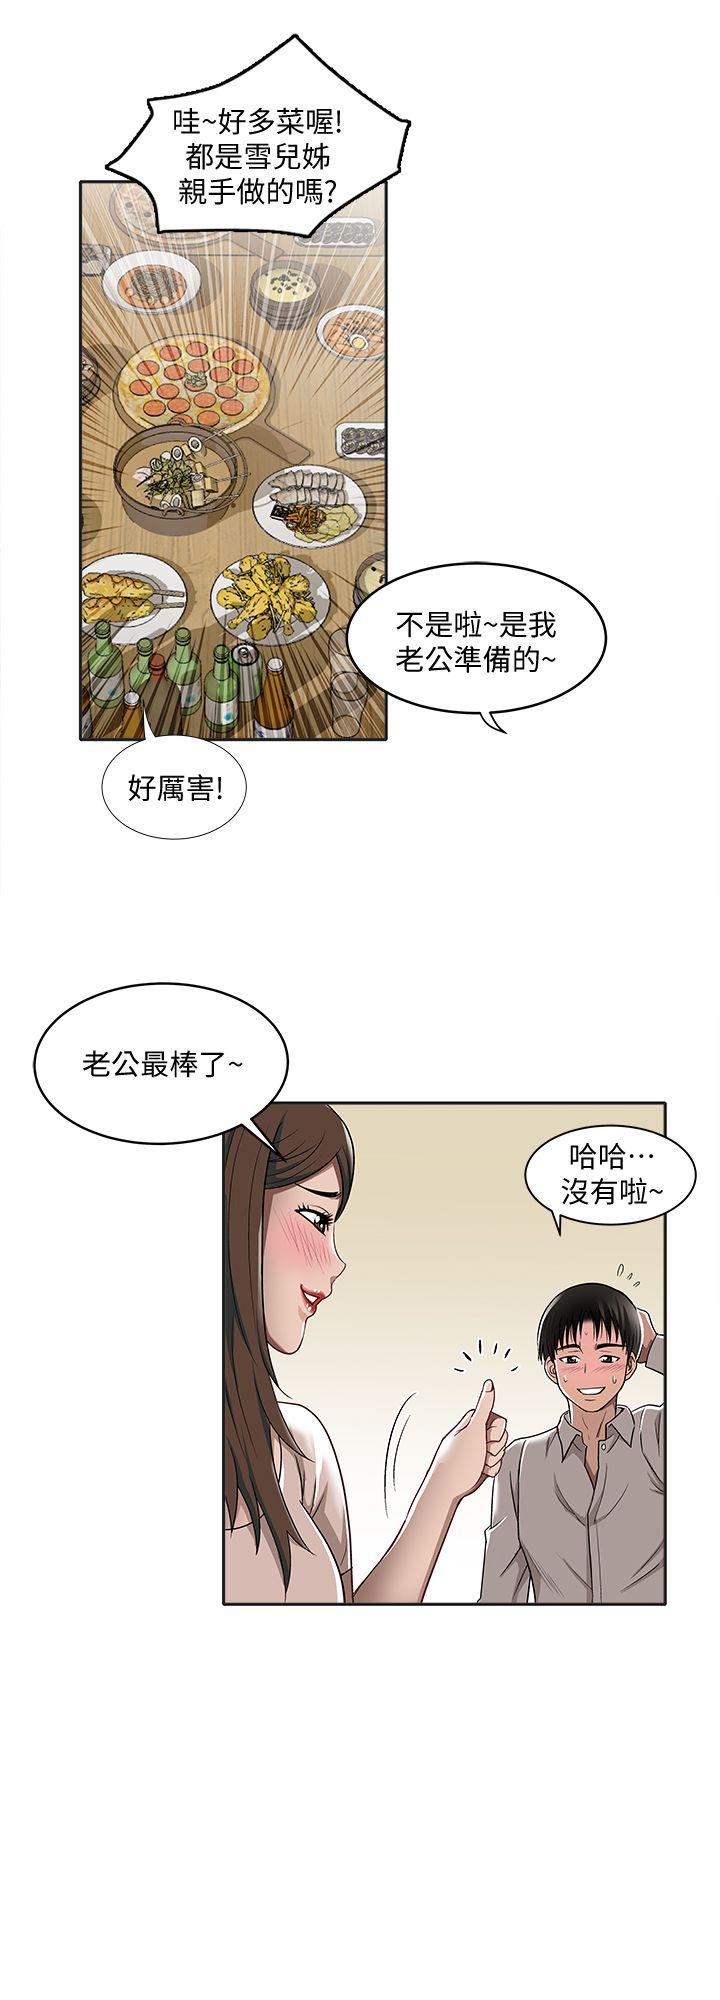 哇~好多菜喔!
都是雪兒姊
親手做的嗎?
不是啦~是我
老公準備的~
好厲害!
老公最棒了~
哈哈…
沒有啦~